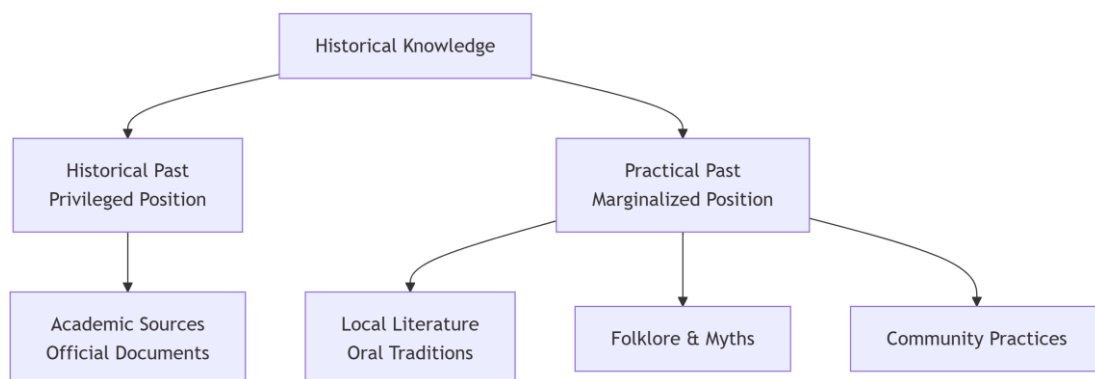 Historical Knowledge
Historical Past
Privileged Position
Practical Past
Marginalized Position
Academic Sources
Official Documents
Local Literature
Oral Traditions
Folklore & Myths
Community Practices